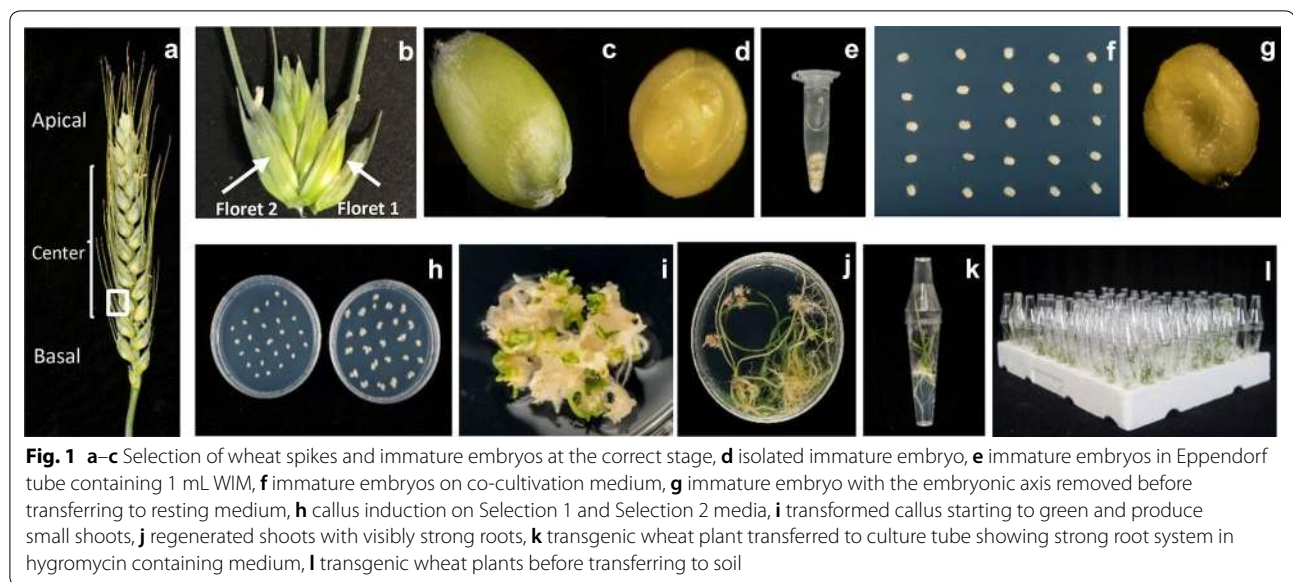 a
b
c
d
e
f
g
Apical
Center
Basal
Floret 2
Floret 1
h
i
j
k
l
Fig. 1 a–c Selection of wheat spikes and immature embryos at the correct stage, d isolated immature embryo, e immature embryos in Eppendorf
tube containing 1 mL WIM, f immature embryos on co-cultivation medium, g immature embryo with the embryonic axis removed before
transferring to resting medium, h callus induction on Selection 1 and Selection 2 media, i transformed callus starting to green and produce
small shoots, j regenerated shoots with visibly strong roots, k transgenic wheat plant transferred to culture tube showing strong root system in
hygromycin containing medium, l transgenic wheat plants before transferring to soil